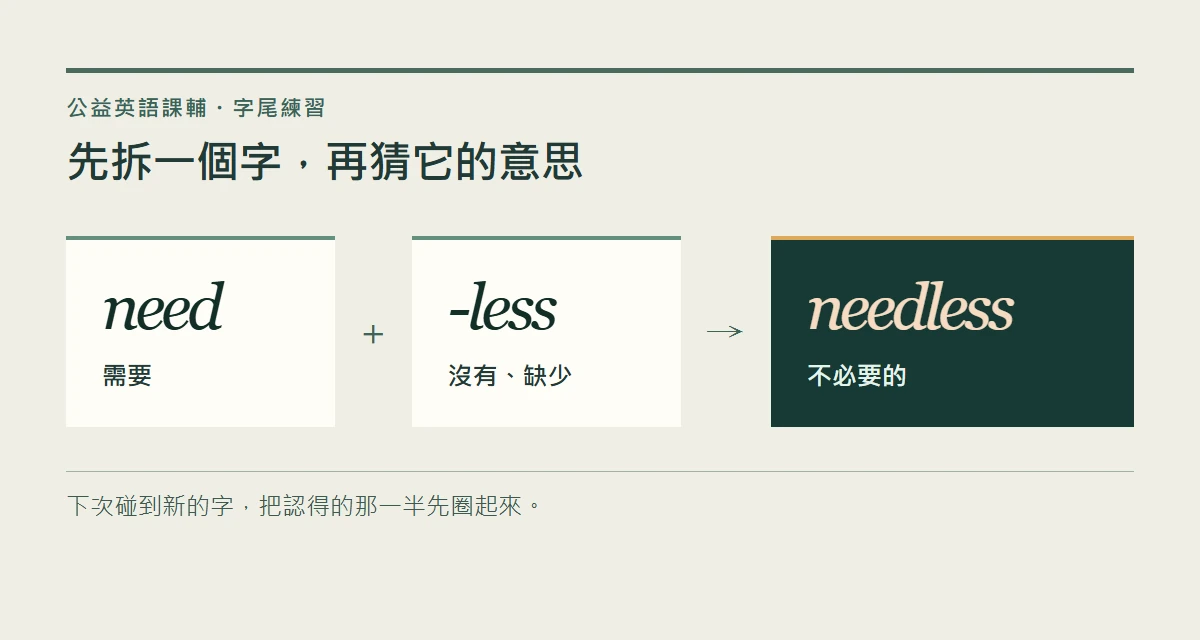 公益英語課輔·字尾練習
先拆一個字，再猜它的意思
need
需要
+
-less
沒有、缺少
→
needless
不必要的
下次碰到新的字，把認得的那一半先圈起來。